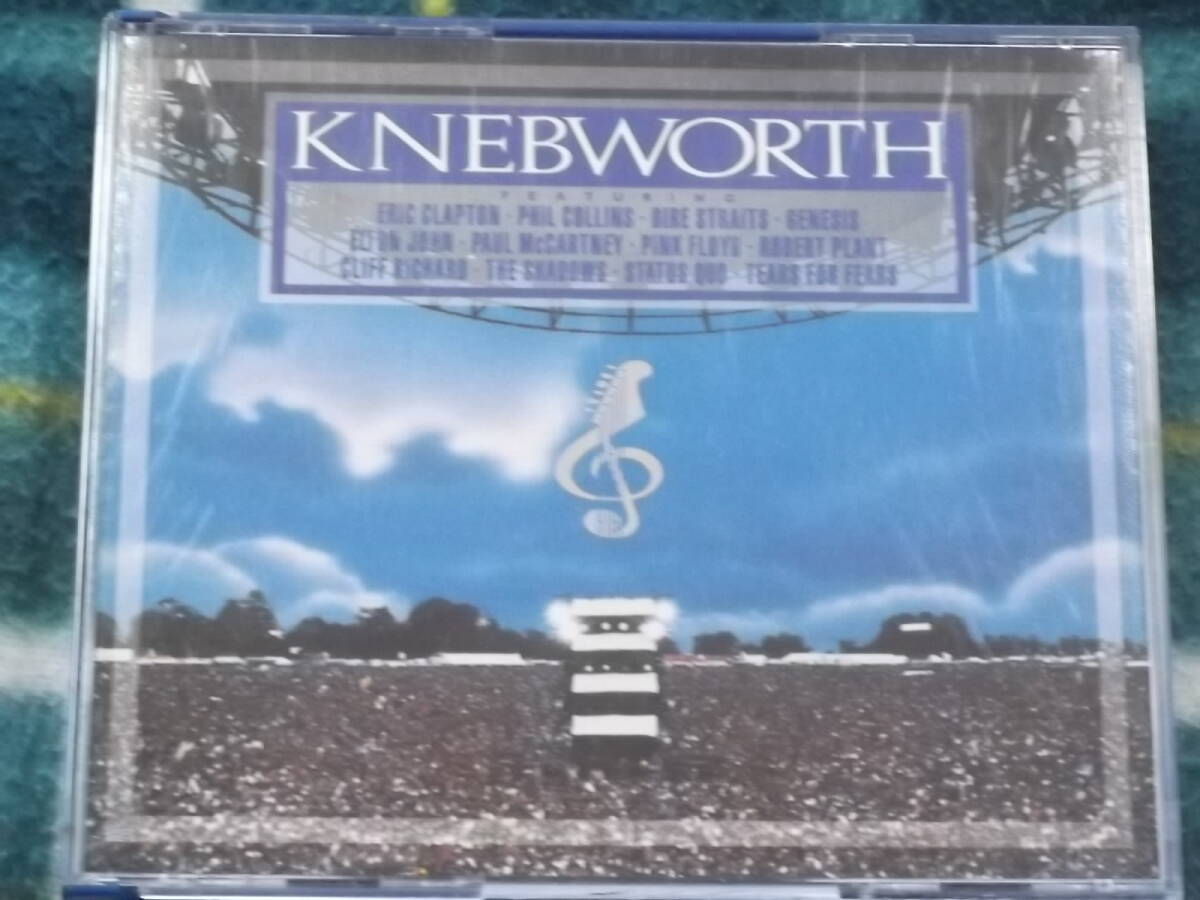 KNEBWORTH
FEATURING
ERIC CLAPTON · PHIL COLLINS · DIRE STRAITS · GENESIS
ELTON JOHN · PAUL McCARTNEY · PINK FLOYD · ROBERT PLANT
CLIFF RICHARD · THE SHADOWS · STATUS QUO · TEARS FOR FEARS